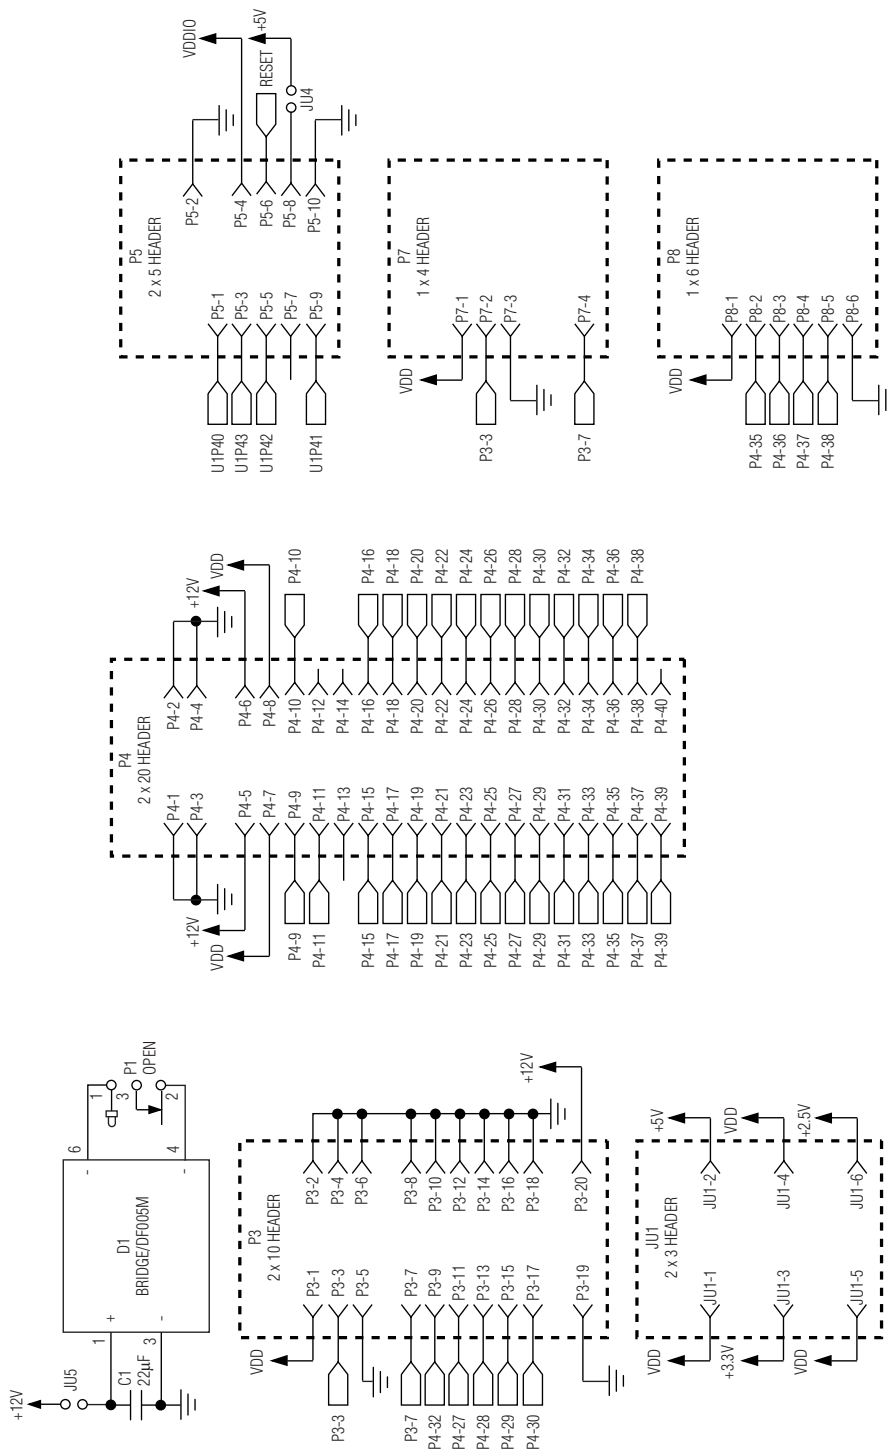 +12V
JU5
C1
22µF
1
3
+
-
D1
BRIDGE/DF005M
-
-
6
4
1
3
2
P1
OPEN
P3
2 x 10 HEADER
VDD
P3-1
P3-2
P3-3
P3-3
P3-4
P3-5
P3-6
P3-7
P3-7
P3-8
P4-32
P3-9
P3-10
P4-27
P3-11
P3-12
P4-28
P3-13
P3-14
P4-29
P3-15
P3-16
P4-30
P3-17
P3-18
P3-19
P3-20
+12V
JU1
2 x 3 HEADER
VDD
JU1-1
JU1-2
+5V
+3.3V
JU1-3
JU1-4
VDD
VDD
JU1-5
JU1-6
+2.5V
P4
2 x 20 HEADER
P4-1
P4-2
P4-3
P4-4
+12V
P4-5
P4-6
+12V
VDD
P4-7
P4-8
VDD
P4-9
P4-9
P4-10
P4-10
P4-11
P4-11
P4-12
P4-13
P4-14
P4-15
P4-15
P4-16
P4-16
P4-17
P4-17
P4-18
P4-18
P4-19
P4-19
P4-20
P4-20
P4-21
P4-21
P4-22
P4-22
P4-23
P4-23
P4-24
P4-24
P4-25
P4-25
P4-26
P4-26
P4-27
P4-27
P4-28
P4-28
P4-29
P4-29
P4-30
P4-30
P4-31
P4-31
P4-32
P4-32
P4-33
P4-33
P4-34
P4-34
P4-35
P4-35
P4-36
P4-36
P4-37
P4-37
P4-38
P4-38
P4-39
P4-39
P4-40
P5
2 x 5 HEADER
U1P40
P5-1
P5-2
U1P43
P5-3
P5-4
VDDIO
U1P42
P5-5
P5-6
RESET
P5-7
P5-8
JU4
+5V
U1P41
P5-9
P5-10
P7
1 x 4 HEADER
VDD
P7-1
P3-3
P7-2
P7-3
P3-7
P7-4
P8
1 x 6 HEADER
VDD
P8-1
P4-35
P8-2
P4-36
P8-3
P4-37
P8-4
P4-38
P8-5
P8-6